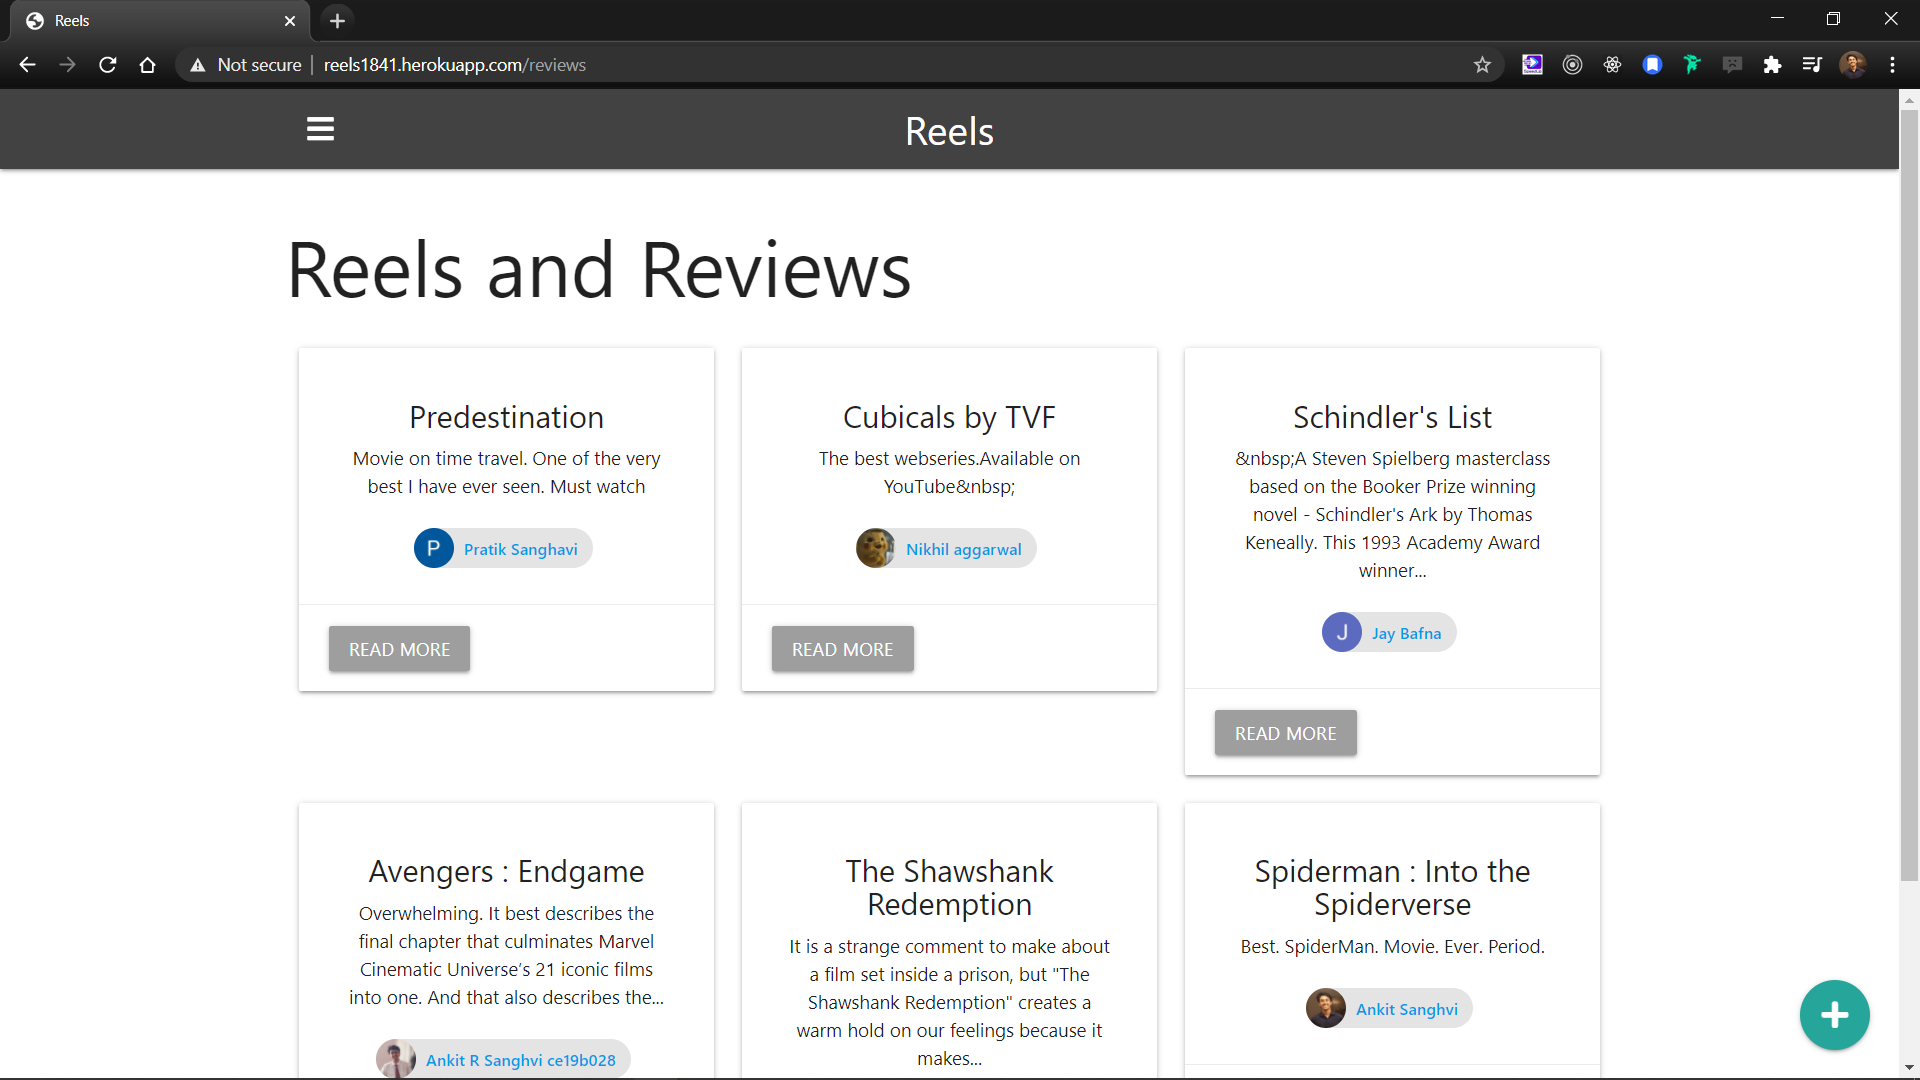 Reels
Not secure
reels1841.herokuapp.com/reviews
Reels
Reels and Reviews
Predestination
Movie on time travel. One of the very
best I have ever seen. Must watch
P
Pratik Sanghavi
READ MORE
Cubicals by TVF
The best webseries.Available on
YouTube&nbsp;
Nikhil aggarwal
READ MORE
Schindler's List
&nbsp;A Steven Spielberg masterclass
based on the Booker Prize winning
novel - Schindler's Ark by Thomas
Keneally. This 1993 Academy Award
winner...
J
Jay Bafna
READ MORE
Avengers : Endgame
Overwhelming. It best describes the
final chapter that culminates Marvel
Cinematic Universe’s 21 iconic films
into one. And that also describes the...
Ankit R Sanghvi ce19b028
The Shawshank
Redemption
It is a strange comment to make about
a film set inside a prison, but "The
Shawshank Redemption" creates a
warm hold on our feelings because it
makes...
Spiderman : Into the
Spiderverse
Best. SpiderMan. Movie. Ever. Period.
Ankit Sanghvi